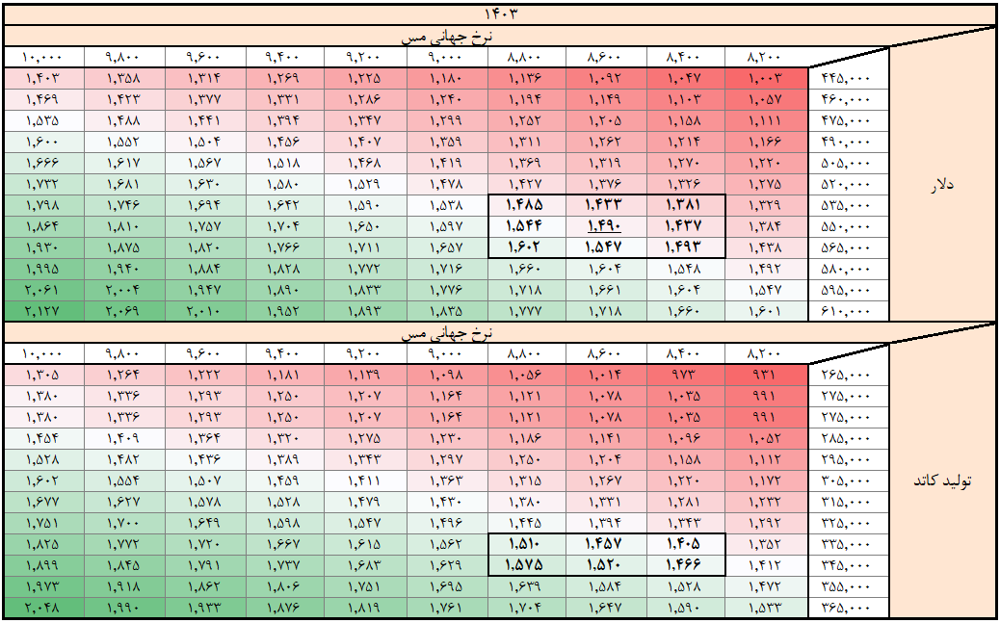 ۱۴۰۳
نرخ جهانی مس
۱۰,۰۰۰ ۹,۸۰۰ ۹,۶۰۰ ۹,۴۰۰ ۹,۲۰۰ ۹,۰۰۰ ۸,۸۰۰ ۸,۶۰۰ ۸,۴۰۰ ۸,۲۰۰
۱,۴۰۳ ۱,۳۵۸ ۱,۳۱۴ ۱,۲۶۹ ۱,۲۲۵ ۱,۱۸۰ ۱,۱۳۶ ۱,۰۹۲ ۱,۰۴۷ ۱,۰۰۳ ۴۴۵,۰۰۰
۱,۴۶۹ ۱,۴۲۳ ۱,۳۷۷ ۱,۳۳۱ ۱,۲۸۶ ۱,۲۴۰ ۱,۱۹۴ ۱,۱۴۹ ۱,۱۰۳ ۱,۰۵۷ ۴۶۰,۰۰۰
۱,۵۳۵ ۱,۴۸۸ ۱,۴۴۱ ۱,۳۹۴ ۱,۳۴۷ ۱,۲۹۹ ۱,۲۵۲ ۱,۲۰۵ ۱,۱۵۸ ۱,۱۱۱ ۴۷۵,۰۰۰
۱,۶۰۰ ۱,۵۵۲ ۱,۵۰۴ ۱,۴۵۶ ۱,۴۰۷ ۱,۳۵۹ ۱,۳۱۱ ۱,۲۶۲ ۱,۲۱۴ ۱,۱۶۶ ۴۹۰,۰۰۰
۱,۶۶۶ ۱,۶۱۷ ۱,۵۶۷ ۱,۵۱۸ ۱,۴۶۸ ۱,۴۱۹ ۱,۳۶۹ ۱,۳۱۹ ۱,۲۷۰ ۱,۲۲۰ ۵۰۵,۰۰۰
۱,۷۳۲ ۱,۶۸۱ ۱,۶۳۰ ۱,۵۸۰ ۱,۵۲۹ ۱,۴۷۸ ۱,۴۲۷ ۱,۳۷۶ ۱,۳۲۶ ۱,۲۷۵ ۵۲۰,۰۰۰
دلار
۱,۷۹۸ ۱,۷۴۶ ۱,۶۹۴ ۱,۶۴۲ ۱,۵۹۰ ۱,۵۳۸ ۱,۴۸۵ ۱,۴۳۳ ۱,۳۸۱ ۱,۳۲۹ ۵۳۵,۰۰۰
۱,۸۶۴ ۱,۸۱۰ ۱,۷۵۷ ۱,۷۰۴ ۱,۶۵۰ ۱,۵۹۷ ۱,۵۴۴ ۱,۴۹۰ ۱,۴۳۷ ۱,۳۸۴ ۵۵۰,۰۰۰
۱,۹۳۰ ۱,۸۷۵ ۱,۸۲۰ ۱,۷۶۶ ۱,۷۱۱ ۱,۶۵۷ ۱,۶۰۲ ۱,۵۴۷ ۱,۴۹۳ ۱,۴۳۸ ۵۶۵,۰۰۰
۱,۹۹۵ ۱,۹۴۰ ۱,۸۸۴ ۱,۸۲۸ ۱,۷۷۲ ۱,۷۱۶ ۱,۶۶۰ ۱,۶۰۴ ۱,۵۴۸ ۱,۴۹۲ ۵۸۰,۰۰۰
۲,۰۶۱ ۲,۰۰۴ ۱,۹۴۷ ۱,۸۹۰ ۱,۸۳۳ ۱,۷۷۶ ۱,۷۱۸ ۱,۶۶۱ ۱,۶۰۴ ۱,۵۴۷ ۵۹۵,۰۰۰
۲,۱۲۷ ۲,۰۶۹ ۲,۰۱۰ ۱,۹۵۲ ۱,۸۹۳ ۱,۸۳۵ ۱,۷۷۷ ۱,۷۱۸ ۱,۶۶۰ ۱,۶۰۱ ۶۱۰,۰۰۰
نرخ جهانی مس
۱۰,۰۰۰ ۹,۸۰۰ ۹,۶۰۰ ۹,۴۰۰ ۹,۲۰۰ ۹,۰۰۰ ۸,۸۰۰ ۸,۶۰۰ ۸,۴۰۰ ۸,۲۰۰
۱,۳۰۵ ۱,۲۶۴ ۱,۲۲۲ ۱,۱۸۱ ۱,۱۳۹ ۱,۰۹۸ ۱,۰۵۶ ۱,۰۱۴ ۹۷۳ ۹۳۱ ۲۶۵,۰۰۰
۱,۳۸۰ ۱,۳۳۶ ۱,۲۹۳ ۱,۲۵۰ ۱,۲۰۷ ۱,۱۶۴ ۱,۱۲۱ ۱,۰۷۸ ۱,۰۳۵ ۹۹۱ ۲۷۵,۰۰۰
۱,۳۸۰ ۱,۳۳۶ ۱,۲۹۳ ۱,۲۵۰ ۱,۲۰۷ ۱,۱۶۴ ۱,۱۲۱ ۱,۰۷۸ ۱,۰۳۵ ۹۹۱ ۲۷۵,۰۰۰
۱,۴۵۴ ۱,۴۰۹ ۱,۳۶۴ ۱,۳۲۰ ۱,۲۷۵ ۱,۲۳۰ ۱,۱۸۶ ۱,۱۴۱ ۱,۰۹۶ ۱,۰۵۲ ۲۸۵,۰۰۰
۱,۵۲۸ ۱,۴۸۲ ۱,۴۳۶ ۱,۳۸۹ ۱,۳۴۳ ۱,۲۹۷ ۱,۲۵۰ ۱,۲۰۴ ۱,۱۵۸ ۱,۱۱۲ ۲۹۵,۰۰۰
۱,۶۰۲ ۱,۵۵۴ ۱,۵۰۷ ۱,۴۵۹ ۱,۴۱۱ ۱,۳۶۳ ۱,۳۱۵ ۱,۲۶۷ ۱,۲۲۰ ۱,۱۷۲ ۳۰۵,۰۰۰
تولید کاتد
۱,۶۷۷ ۱,۶۲۷ ۱,۵۷۸ ۱,۵۲۸ ۱,۴۷۹ ۱,۴۳۰ ۱,۳۸۰ ۱,۳۳۱ ۱,۲۸۱ ۱,۲۳۲ ۳۱۵,۰۰۰
۱,۷۵۱ ۱,۷۰۰ ۱,۶۴۹ ۱,۵۹۸ ۱,۵۴۷ ۱,۴۹۶ ۱,۴۴۵ ۱,۳۹۴ ۱,۳۴۳ ۱,۲۹۲ ۳۲۵,۰۰۰
۱,۸۲۵ ۱,۷۷۲ ۱,۷۲۰ ۱,۶۶۷ ۱,۶۱۵ ۱,۵۶۲ ۱,۵۱۰ ۱,۴۵۷ ۱,۴۰۵ ۱,۳۵۲ ۳۳۵,۰۰۰
۱,۸۹۹ ۱,۸۴۵ ۱,۷۹۱ ۱,۷۳۷ ۱,۶۸۳ ۱,۶۲۹ ۱,۵۷۵ ۱,۵۲۰ ۱,۴۶۶ ۱,۴۱۲ ۳۴۵,۰۰۰
۱,۹۷۳ ۱,۹۱۸ ۱,۸۶۲ ۱,۸۰۶ ۱,۷۵۱ ۱,۶۹۵ ۱,۶۳۹ ۱,۵۸۴ ۱,۵۲۸ ۱,۴۷۲ ۳۵۵,۰۰۰
۲,۰۴۸ ۱,۹۹۰ ۱,۹۳۳ ۱,۸۷۶ ۱,۸۱۹ ۱,۷۶۱ ۱,۷۰۴ ۱,۶۴۷ ۱,۵۹۰ ۱,۵۳۳ ۳۶۵,۰۰۰